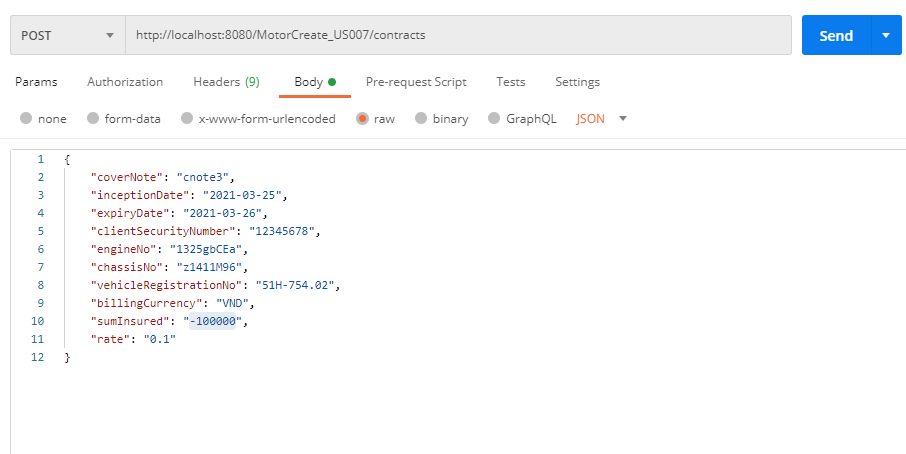 POST http://localhost:8080/MotorCreate_US007/contracts Send
Params Authorization Headers (9) Body Pre-request Script Tests Settings
none form-data x-www-form-urlencoded raw binary GraphQL JSON
1 {
2 "coverNote": "cnote3",
3 "inceptionDate": "2021-03-25",
4 "expiryDate": "2021-03-26",
5 "clientSecurityNumber": "12345678",
6 "engineNo": "1325gbCEa",
7 "chassisNo": "z1411M96",
8 "vehicleRegistrationNo": "51H-754.02",
9 "billingCurrency": "VND",
10 "sumInsured": "-100000",
11 "rate": "0.1"
12 }